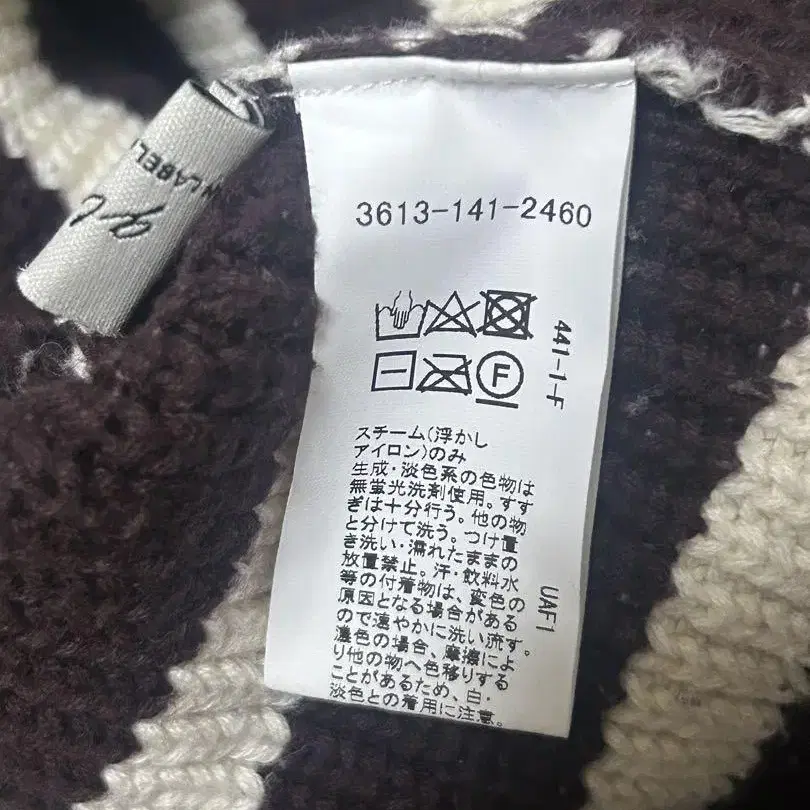 3613-141-2460
F
441-1-F
スチーム(浮かし
アイロン)のみ
生成・淡色系の色物は
無蛍光洗剤使用。すす
ぎは十分行う。他の物
と分けて洗う。つけ置
き洗い・濡れたままの
放置禁止。汗・飲料水
等の付着物は、変色の
原因となる場合がある
ので速やかに洗い流す。
濃色の場合、摩擦によ
り他の物へ色移りする
ことがあるため、白・
淡色との着用に注意。
UAF1
LABEL